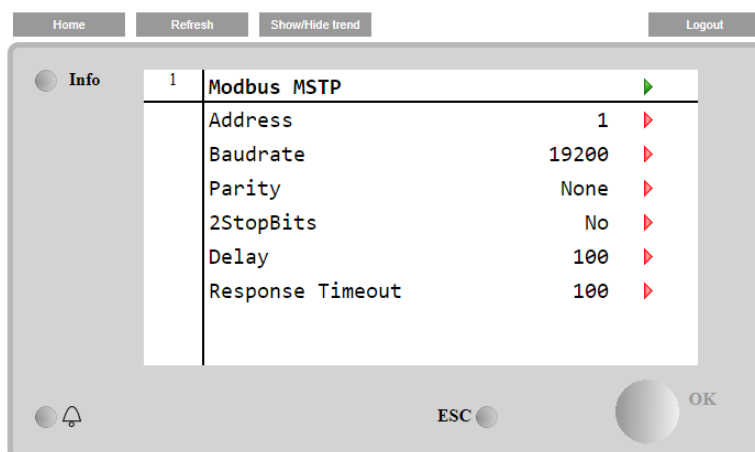 Home Refresh Show/Hide trend Logout
Info
1 Modbus MSTP
Address 1
Baudrate 19200
Parity None
2StopBits No
Delay 100
Response Timeout 100
ESC OK